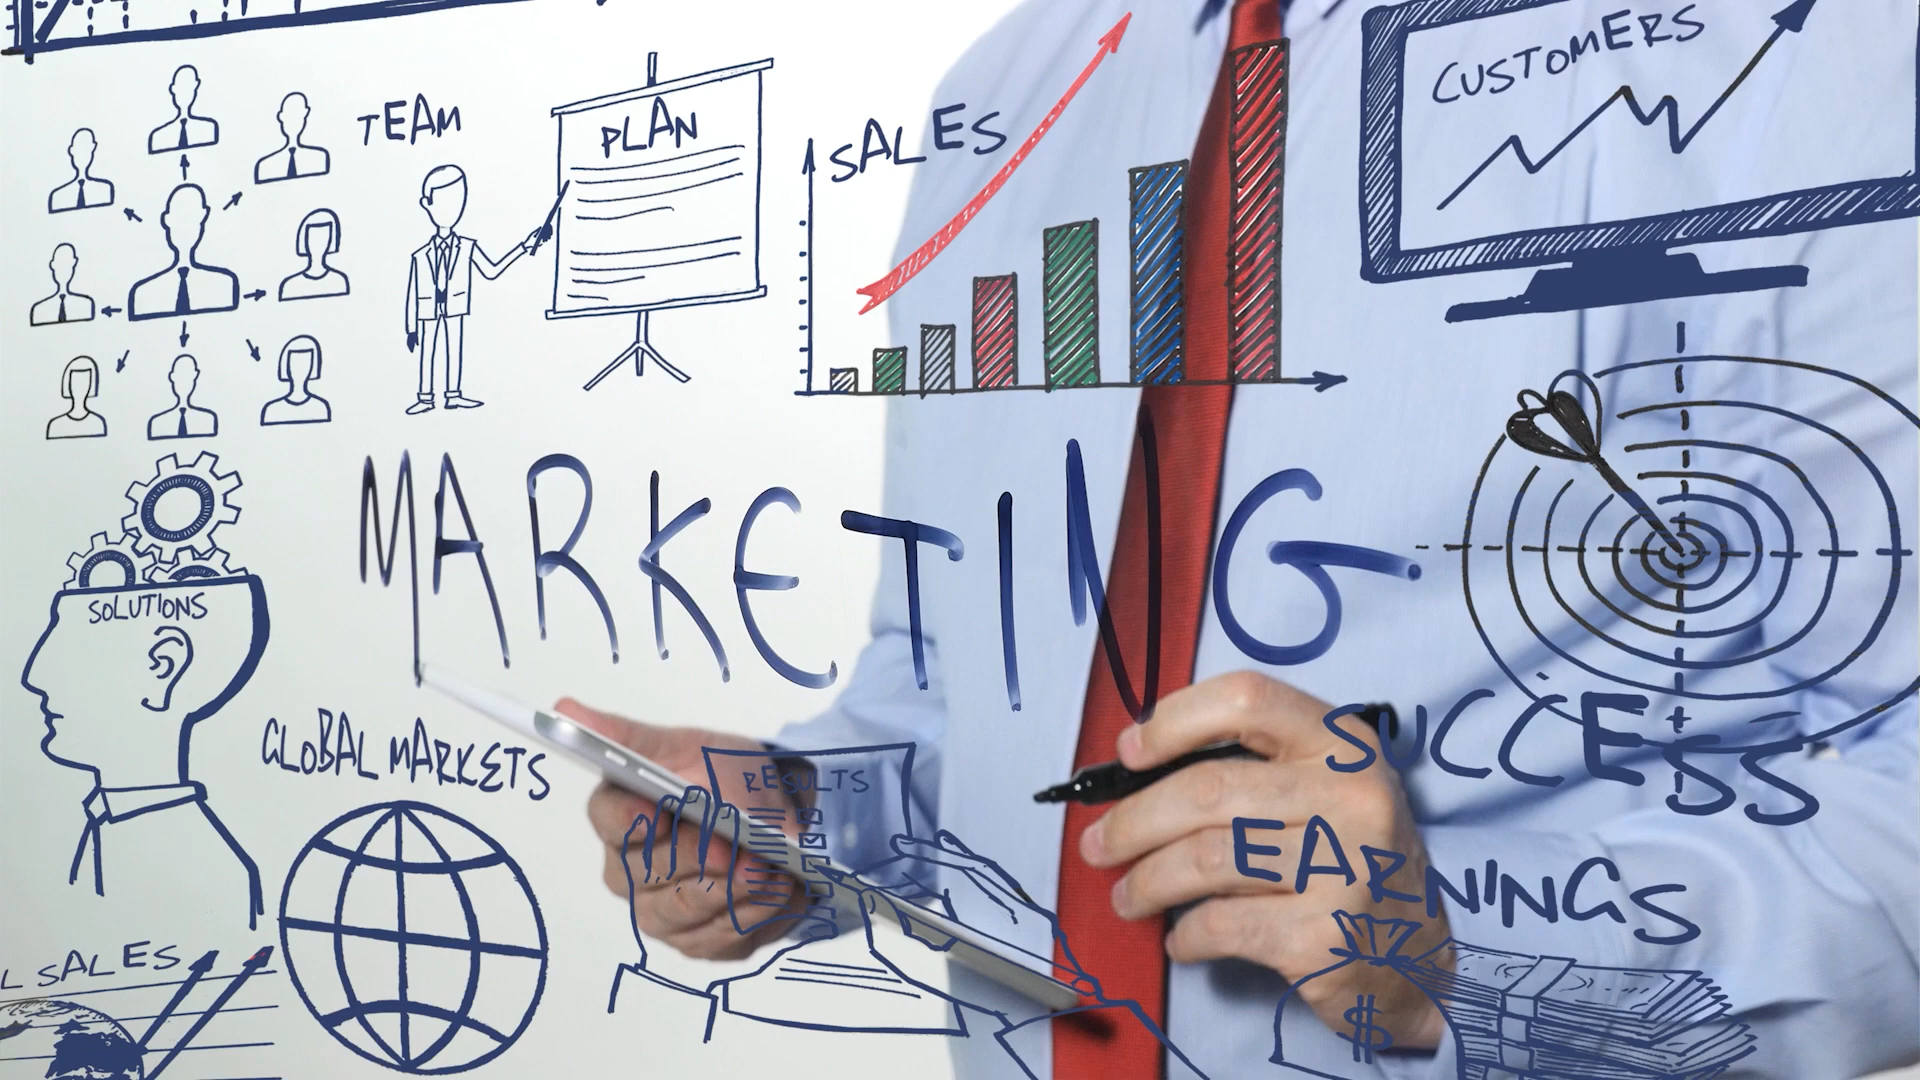 TEAM
PLAN
SALES
CUSTOMERS
MARKETING
SOLUTIONS
GLOBAL MARKETS
RESULTS
SUCCESS
EARNINGS
$
L SALES